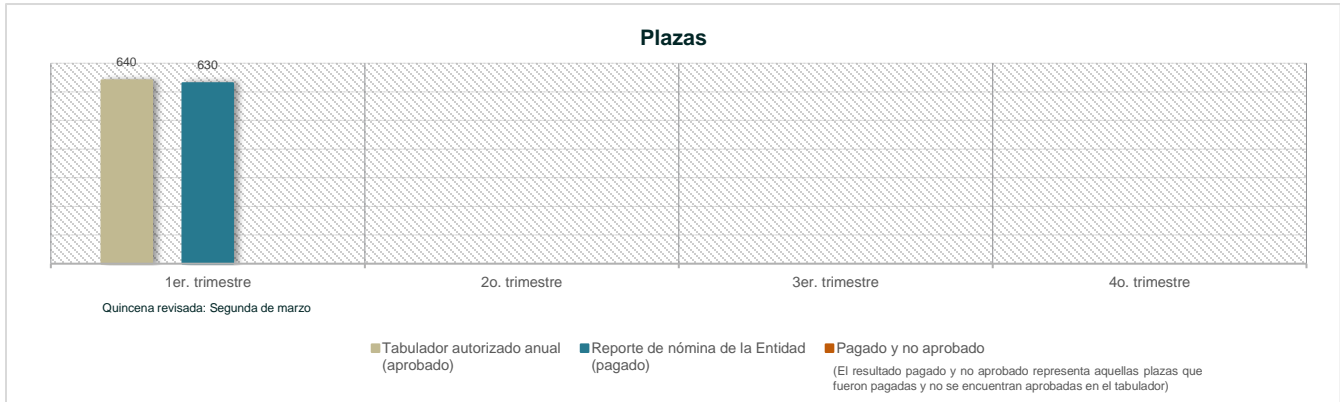 Plazas
640
630
1er. trimestre
2o. trimestre
3er. trimestre
4o. trimestre
Quincena revisada: Segunda de marzo
Tabulador autorizado anual
(aprobado)
Reporte de nómina de la Entidad
(pagado)
Pagado y no aprobado
(El resultado pagado y no aprobado representa aquellas plazas que
fueron pagadas y no se encuentran aprobadas en el tabulador)